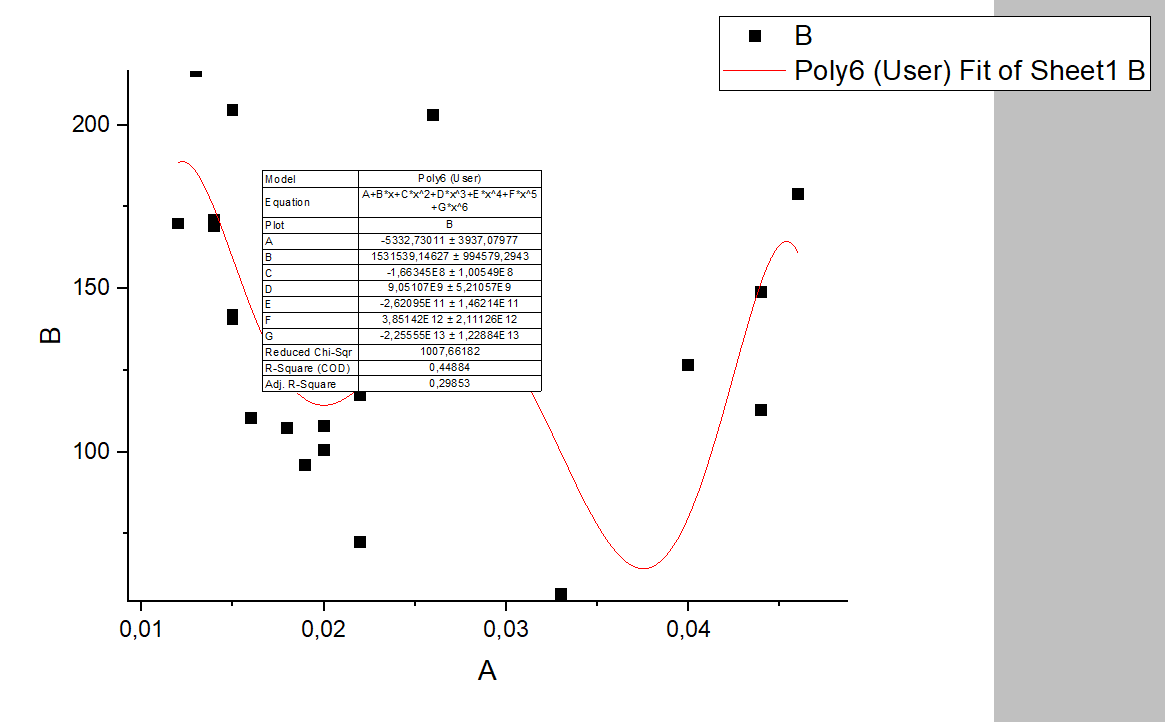 B
Poly6 (User) Fit of Sheet1 B
200
150
100
B
Model Poly6 (User)
Equation A+B*x+C*x^2+D*x^3+E*x^4+F*x^5
+G*x^6
Plot B
A -5332,73011 ± 3937,07977
B 1531539,14627 ± 994579,2943
C -1,66345E8 ± 1,00549E8
D 9,05107E9 ± 5,21057E9
E -2,62095E11 ± 1,46214E11
F 3,85142E12 ± 2,11126E12
G -2,25555E13 ± 1,22884E13
Reduced Chi-Sqr 1007,66182
R-Square (COD) 0,44884
Adj. R-Square 0,29853
0,01 0,02 0,03 0,04
A